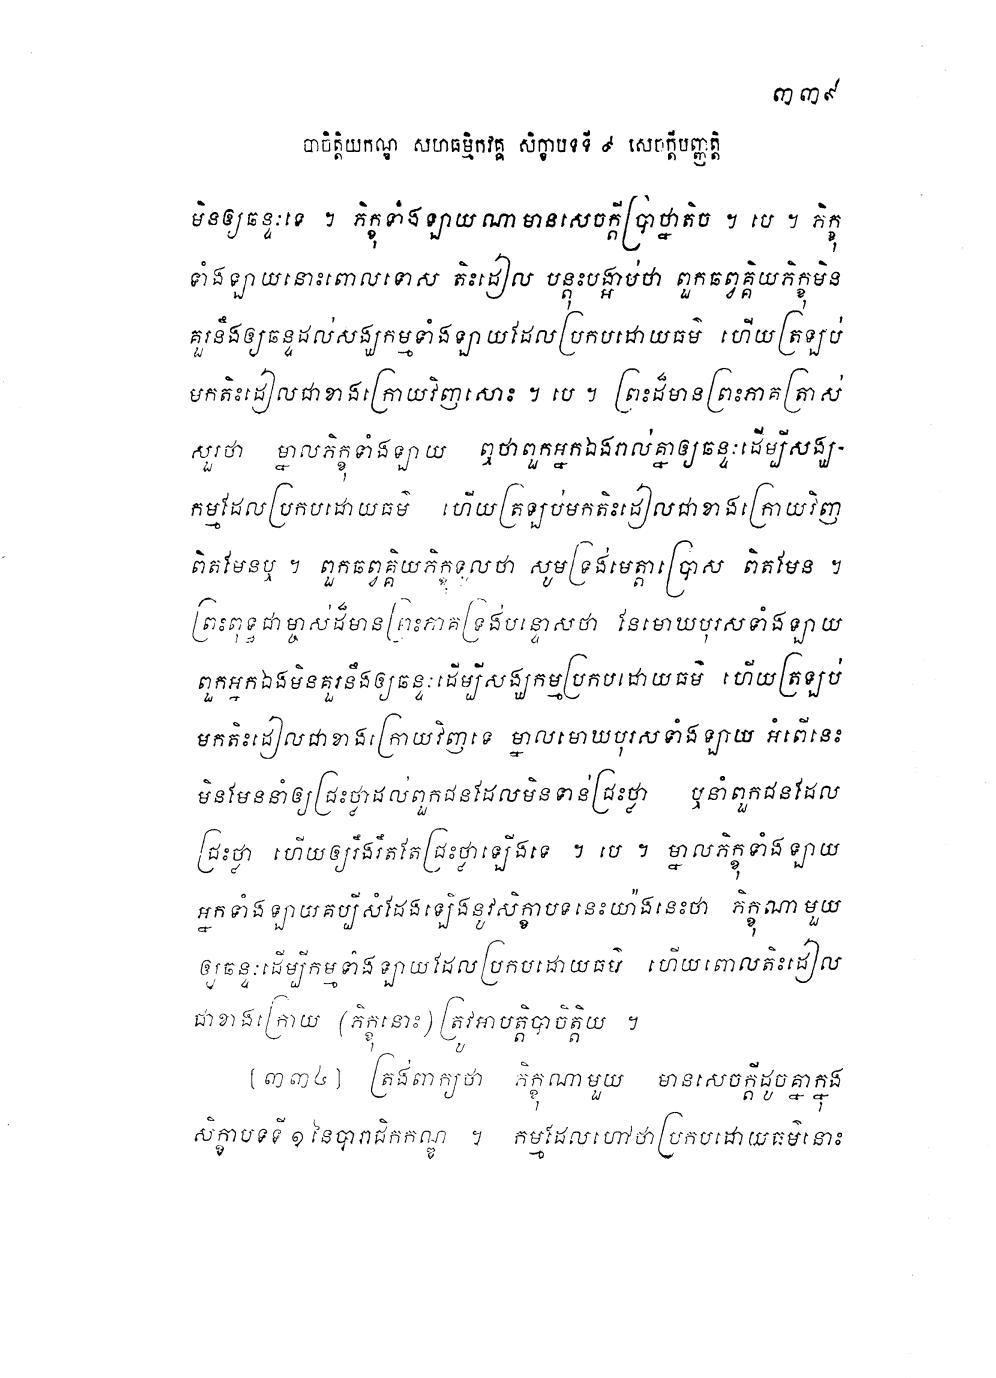 ៣៣៩
បាចិត្តិយកណ្ឌ សហធម្មិកវគ្គ សិក្ខាបទទី ៩ សេចក្តីបញ្ញត្តិ
មិនឲ្យឆន្ទៈទេ ។ ភិក្ខុទាំងឡាយណាមានសេចក្តីប្រាថ្នាតិច ។ បេ ។ ភិក្ខុ
ទាំងឡាយនោះពោលទោស តិះដៀល បន្តុះបង្អាប់ថា ពួកឆព្វគ្គិយភិក្ខុមិន
គួរនឹងឲ្យឆន្ទដល់សង្ឃកម្មទាំងឡាយដែលប្រកបដោយធម៌ ហើយត្រឡប់
មកតិះដៀលជាខាងក្រោយវិញសោះ ។ បេ ។ ព្រះដ៏មានព្រះភាគត្រាស់
សួរថា ម្នាលភិក្ខុទាំងឡាយ ឮថាពួកអ្នកឯងរាល់គ្នាឲ្យឆន្ទៈដើម្បីសង្ឃ-
កម្មដែលប្រកបដោយធម៌ ហើយត្រឡប់មកតិះដៀលជាខាងក្រោយវិញ
ពិតមែនឬ ។ ពួកឆព្វគ្គិយភិក្ខុទូលថា សូមទ្រង់មេត្តាប្រោស ពិតមែន ។
ព្រះពុទ្ធជាម្ចាស់ដ៏មានព្រះភាគទ្រង់បន្ទោសថា នែមោឃបុរសទាំងឡាយ
ពួកអ្នកឯងមិនគួរនឹងឲ្យឆន្ទៈដើម្បីសង្ឃកម្មប្រកបដោយធម៌ ហើយត្រឡប់
មកតិះដៀលជាខាងក្រោយវិញទេ ម្នាលមោឃបុរសទាំងឡាយ អំពើនេះ
មិនមែននាំឲ្យជ្រះថ្លាដល់ពួកជនដែលមិនទាន់ជ្រះថ្លា ឬនាំពួកជនដែល
ជ្រះថ្លា ហើយឲ្យរឹងរឹតតែជ្រះថ្លាឡើងទេ ។ បេ ។ ម្នាលភិក្ខុទាំងឡាយ
អ្នកទាំងឡាយគប្បីសំដែងឡើងនូវសិក្ខាបទនេះយ៉ាងនេះថា ភិក្ខុណាមួយ
ឲ្យឆន្ទៈដើម្បីកម្មទាំងឡាយដែលប្រកបដោយធម៌ ហើយពោលតិះដៀល
ជាខាងក្រោយ (ភិក្ខុនោះ) ត្រូវអាបត្តិបាចិត្តិយ ។
[៣៣៤] ត្រង់ពាក្យថា ភិក្ខុណាមួយ មានសេចក្តីដូចគ្នាក្នុង
សិក្ខាបទទី ១ នៃបារាជិកកណ្ឌ ។ កម្មដែលហៅថាប្រកបដោយធម៌នោះ